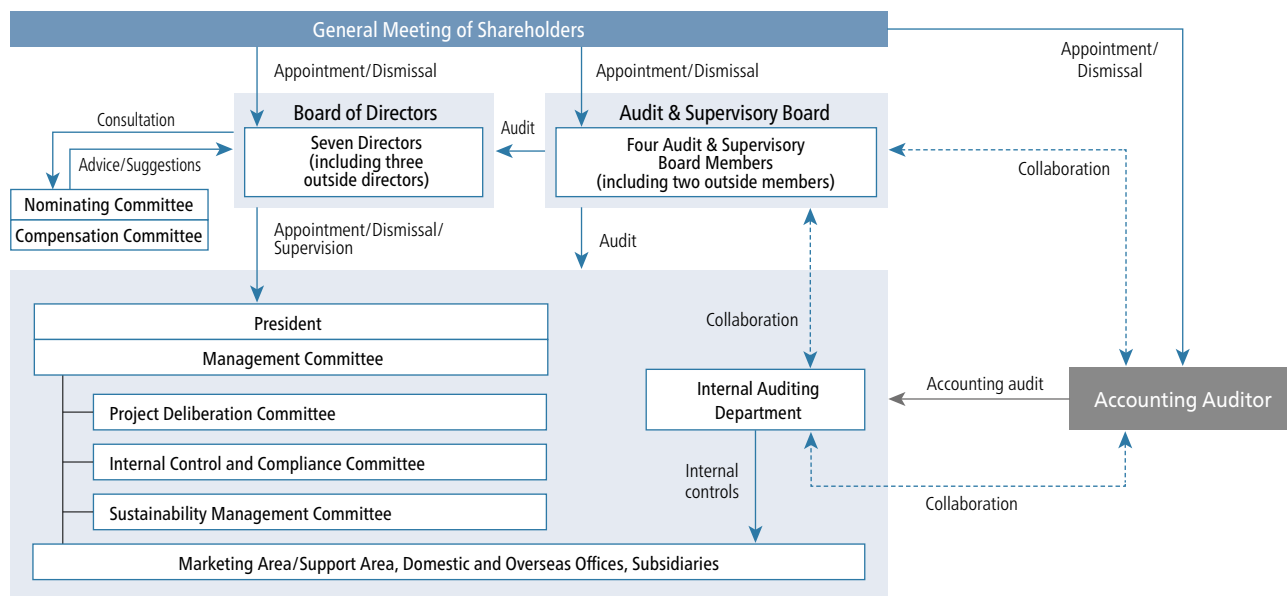 General Meeting of Shareholders
Appointment/Dismissal
Appointment/Dismissal
Appointment/
Dismissal
Board of Directors
Seven Directors
(including three
outside directors)
Audit & Supervisory Board
Four Audit & Supervisory
Board Members
(including two outside members)
Audit
Consultation
Advice/Suggestions
Nominating Committee
Compensation Committee
Collaboration
Appointment/Dismissal/
Supervision
Audit
President
Management Committee
Project Deliberation Committee
Internal Control and Compliance Committee
Sustainability Management Committee
Collaboration
Internal Auditing
Department
Accounting audit
Accounting Auditor
Internal
controls
Collaboration
Marketing Area/Support Area, Domestic and Overseas Offices, Subsidiaries